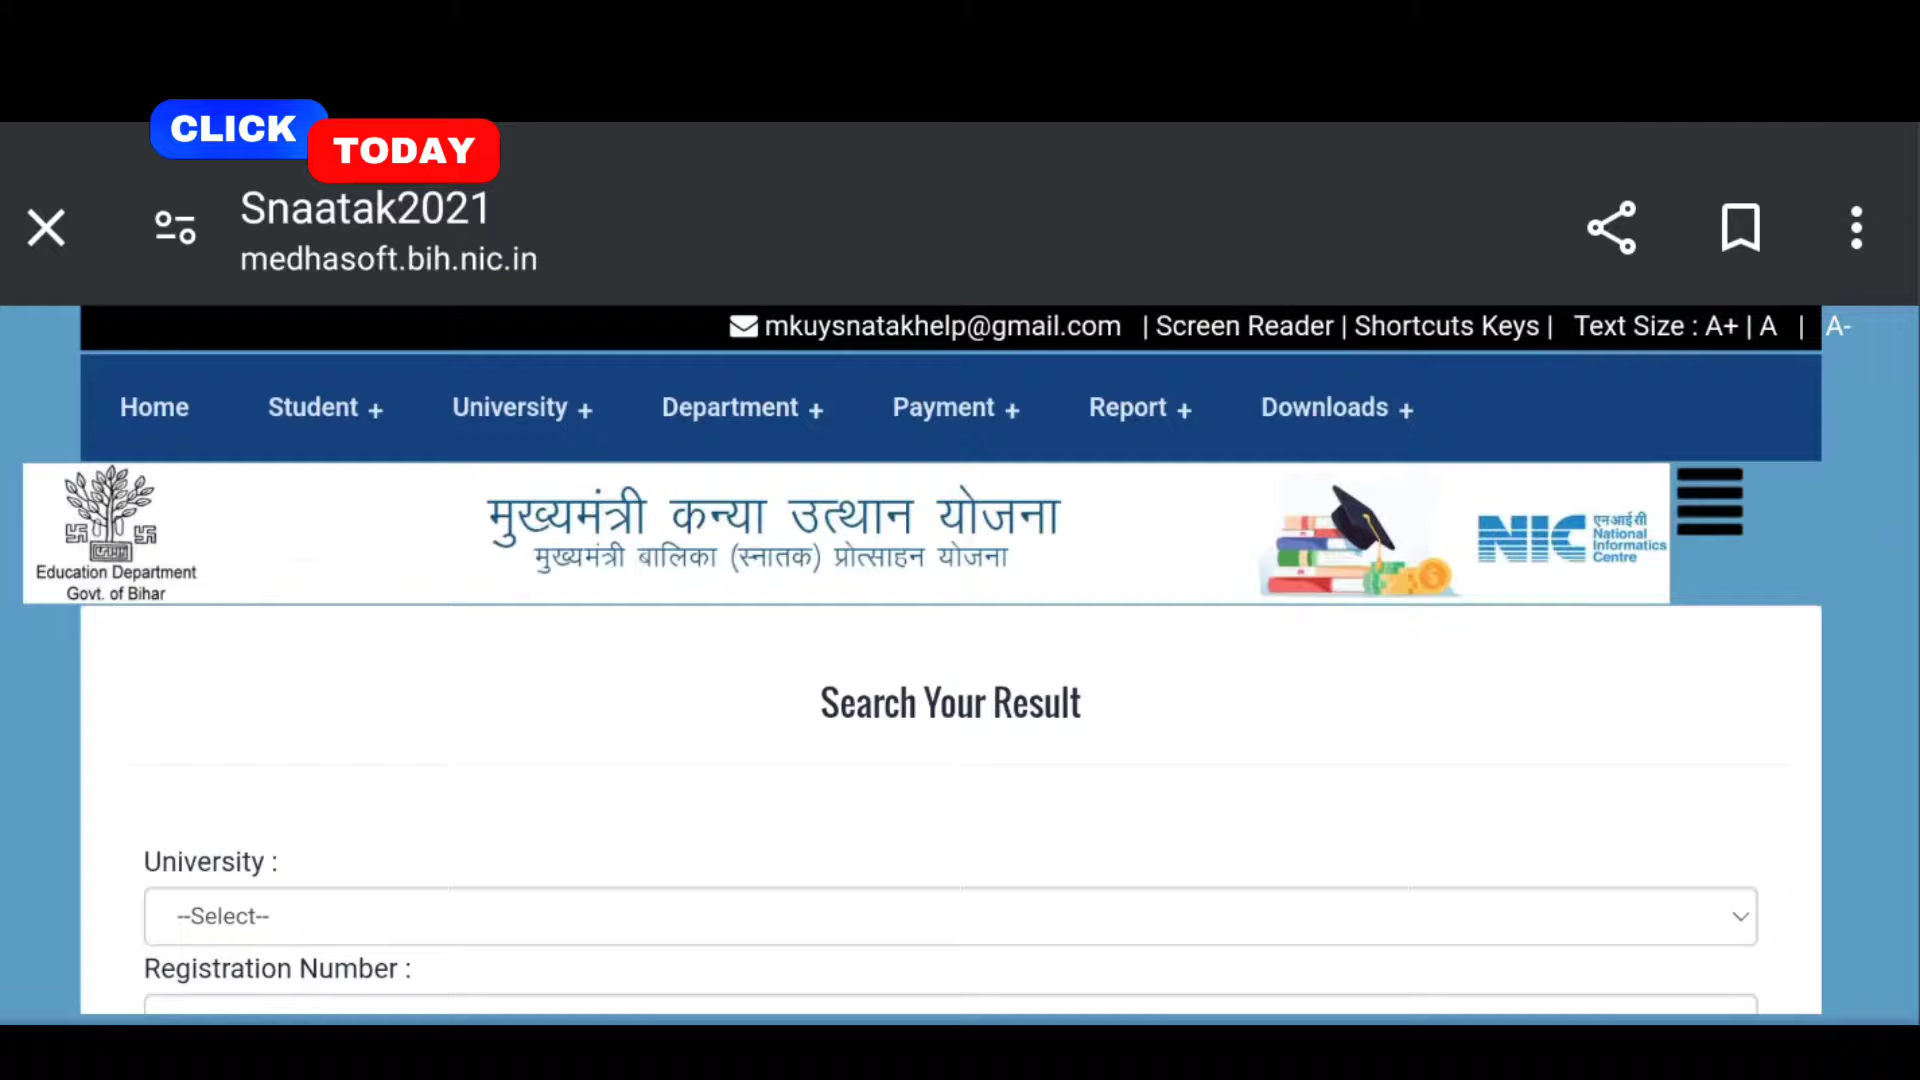 CLICK
TODAY
Snaatak2021
medhasoft.bih.nic.in
mkuysnatakhelp@gmail.com | Screen Reader | Shortcuts Keys | Text Size : A+ | A | A-
Home Student + University + Department + Payment + Report + Downloads +
मुख्यमंत्री कन्या उत्थान योजना
मुख्यमंत्री बालिका (स्नातक) प्रोत्साहन योजना
Education Department
Govt. of Bihar
NIC
एनआईसी
National
Informatics
Centre
Search Your Result
University :
--Select--
Registration Number :